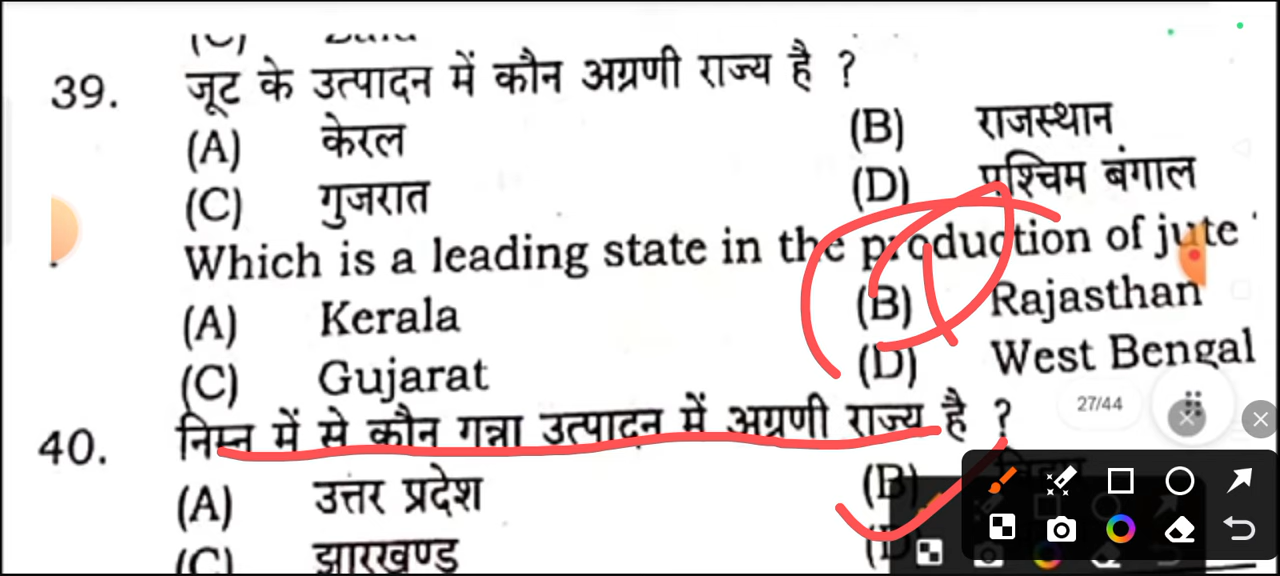 39. जूट के उत्पादन में कौन अग्रणी राज्य है ?
(A) केरल (B) राजस्थान
(C) गुजरात (D) पश्चिम बंगाल
Which is a leading state in the production of jute
(A) Kerala (B) Rajasthan
(C) Gujarat (D) West Bengal
27/44
40. निम्न में से कौन गन्ना उत्पादन में अग्रणी राज्य है ?
(A) उत्तर प्रदेश (B)
(C) झारखण्ड (D)